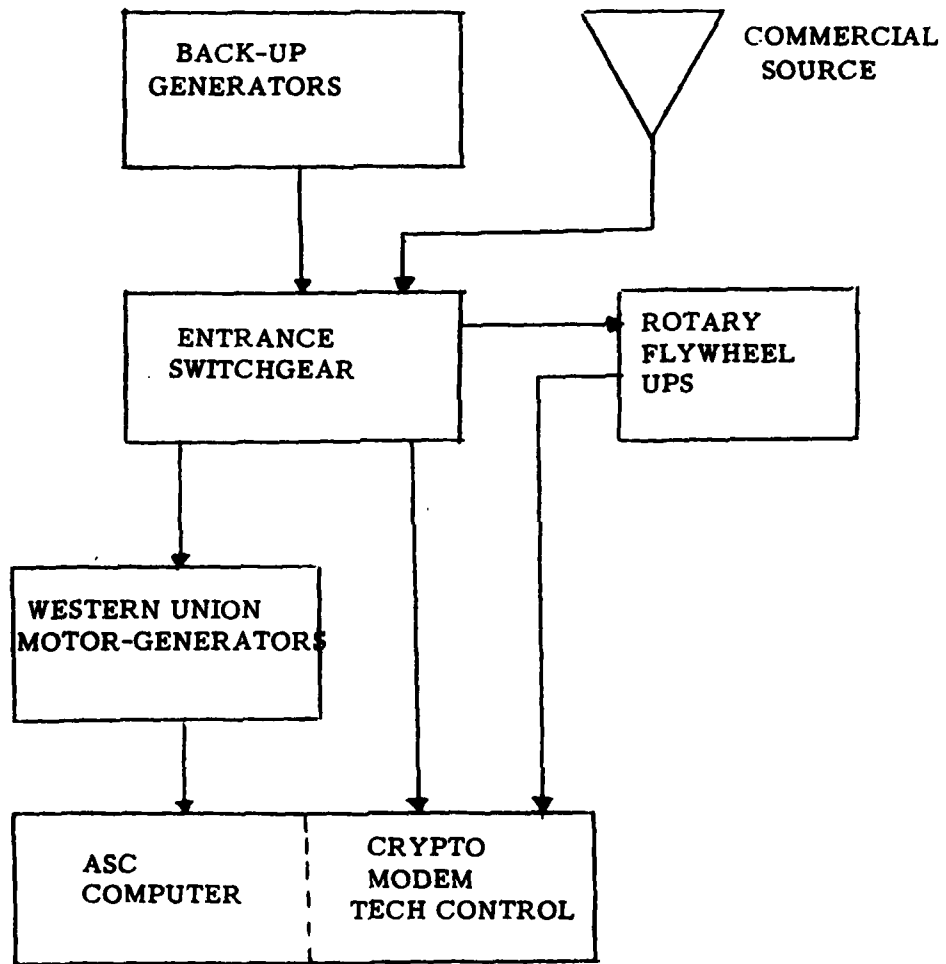 BACK-UP
GENERATORS
COMMERCIAL
SOURCE
ENTRANCE
SWITCHGEAR
ROTARY
FLYWHEEL
UPS
WESTERN UNION
MOTOR-GENERATORS
ASC
COMPUTER
CRYPTO
MODEM
TECH CONTROL